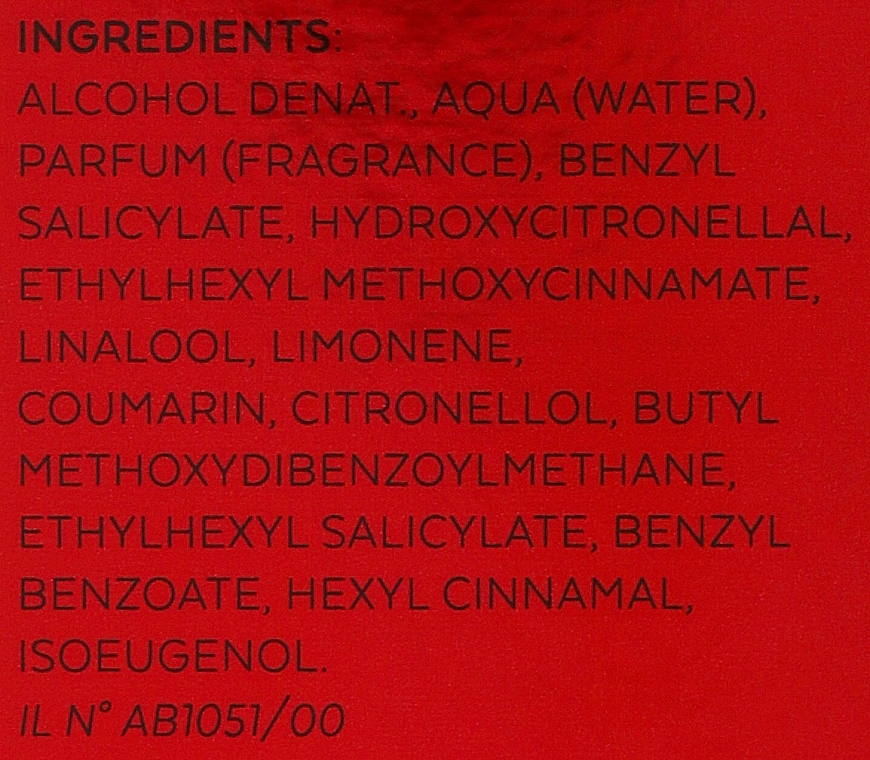 INGREDIENTS:
ALCOHOL DENAT., AQUA (WATER),
PARFUM (FRAGRANCE), BENZYL
SALICYLATE, HYDROXYCITRONELLAL,
ETHYLHEXYL METHOXYCINNAMATE,
LINALOOL, LIMONENE,
COUMARIN, CITRONELLOL, BUTYL
METHOXYDIBENZOYLMETHANE,
ETHYLHEXYL SALICYLATE, BENZYL
BENZOATE, HEXYL CINNAMAL,
ISOEUGENOL.
IL N° AB1051/00